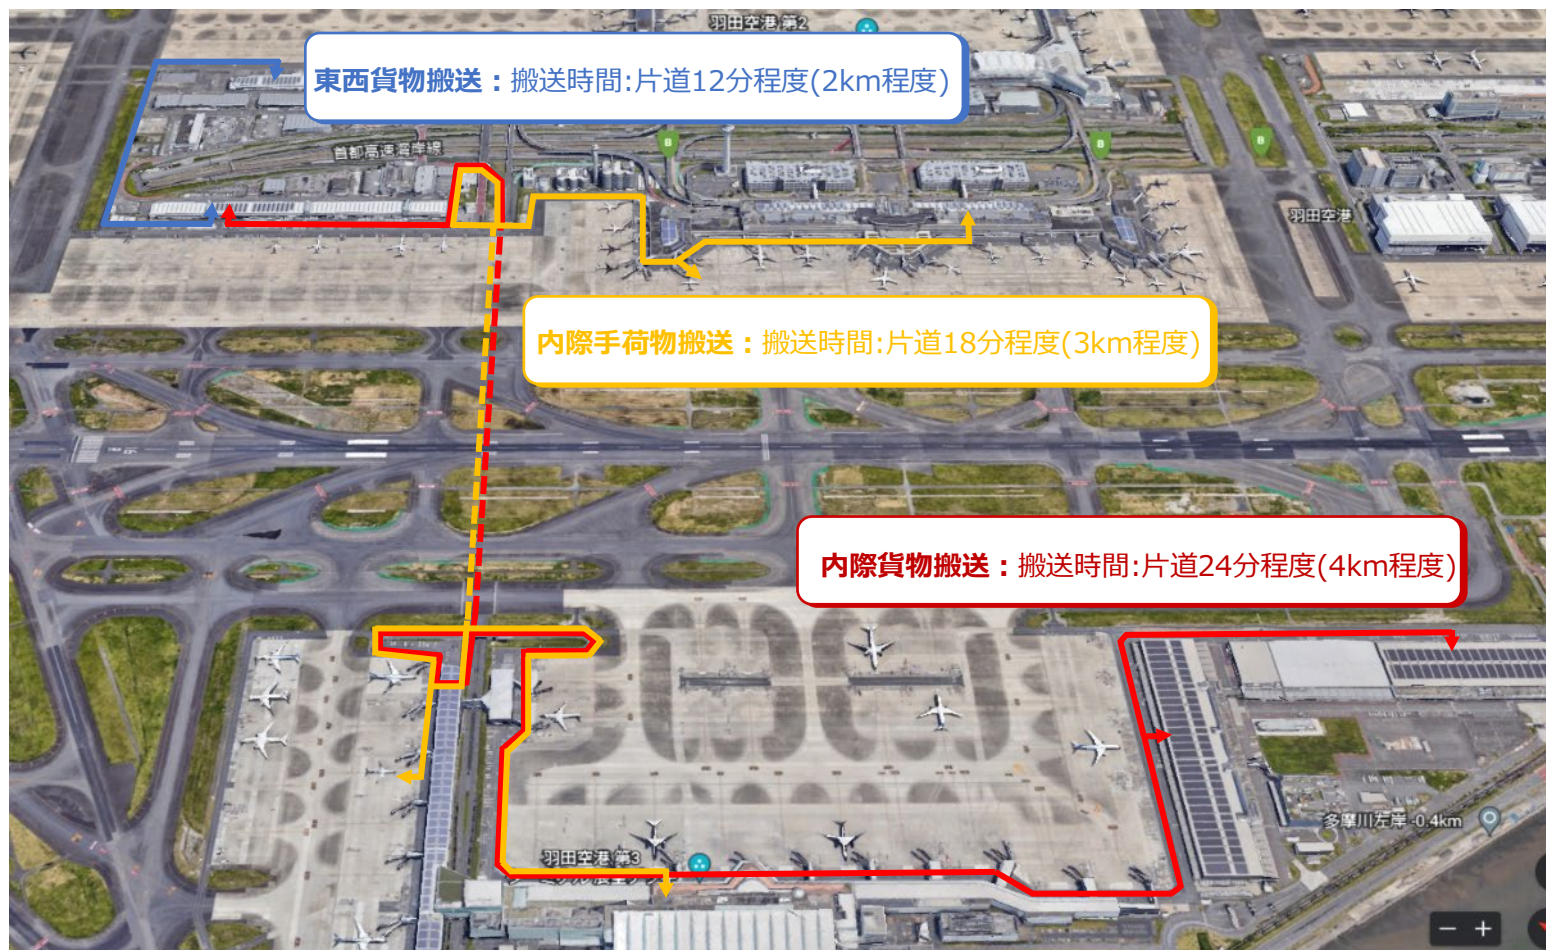 羽田空港 第2
東西貨物搬送：搬送時間:片道12分程度(2km程度)
首都高速湾岸線
羽田空港
内際手荷物搬送：搬送時間:片道18分程度(3km程度)
内際貨物搬送：搬送時間:片道24分程度(4km程度)
多摩川左岸 -0.4km
羽田空港 第3